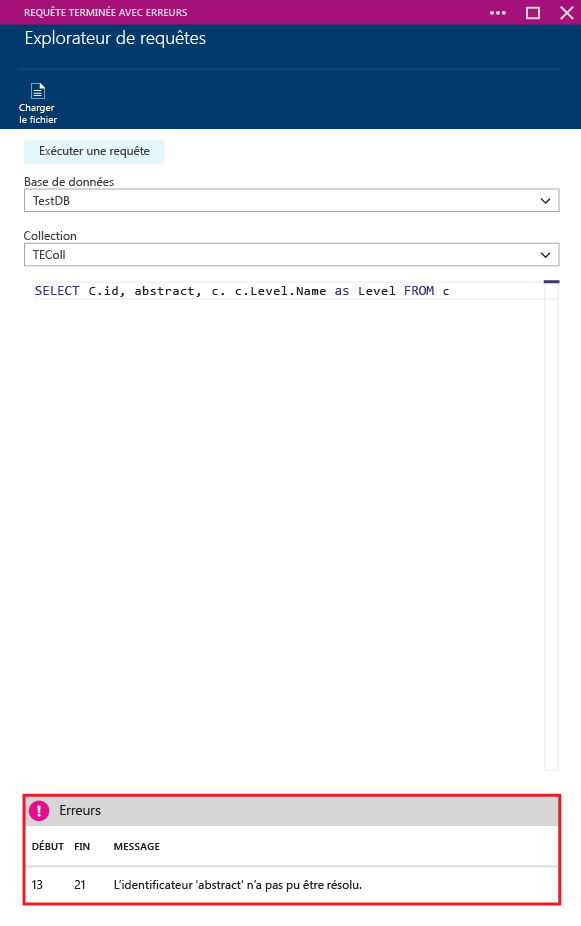 REQUÊTE TERMINÉE AVEC ERREURS
Explorateur de requêtes
Charger
le fichier
Exécuter une requête
Base de données
TestDB
Collection
TEColl
SELECT C.id, abstract, c. c.Level.Name as Level FROM c
Erreurs
DÉBUT FIN MESSAGE
13 21 L'identificateur 'abstract' n'a pas pu être résolu.